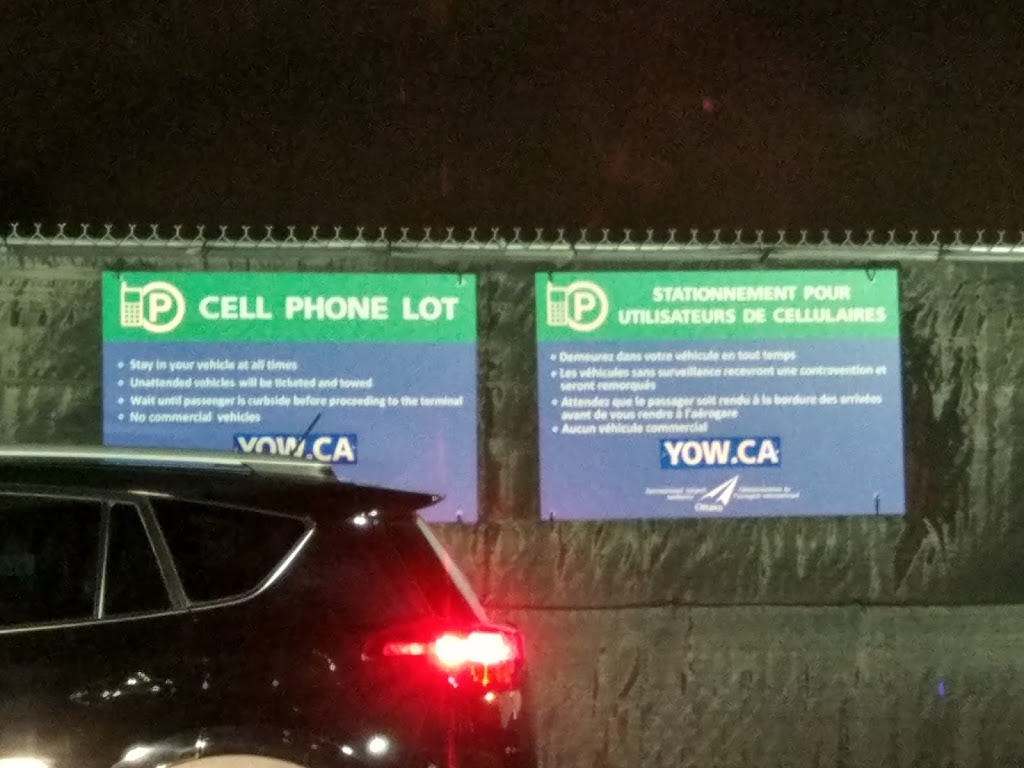 P
CELL PHONE LOT
• Stay in your vehicle at all times
• Unattended vehicles will be ticketed and towed
• Wait until passenger is curbside before proceeding to the terminal
• No commercial vehicles
YOW.CA
P
STATIONNEMENT POUR
UTILISATEURS DE CELLULAIRES
• Demeurez dans votre véhicule en tout temps
• Les véhicules sans surveillance recevront une contravention et
seront remorqués
• Attendez que le passager soit rendu à la bordure des arrivées
avant de vous rendre à l'aérogare
• Aucun véhicule commercial
YOW.CA
Ottawa